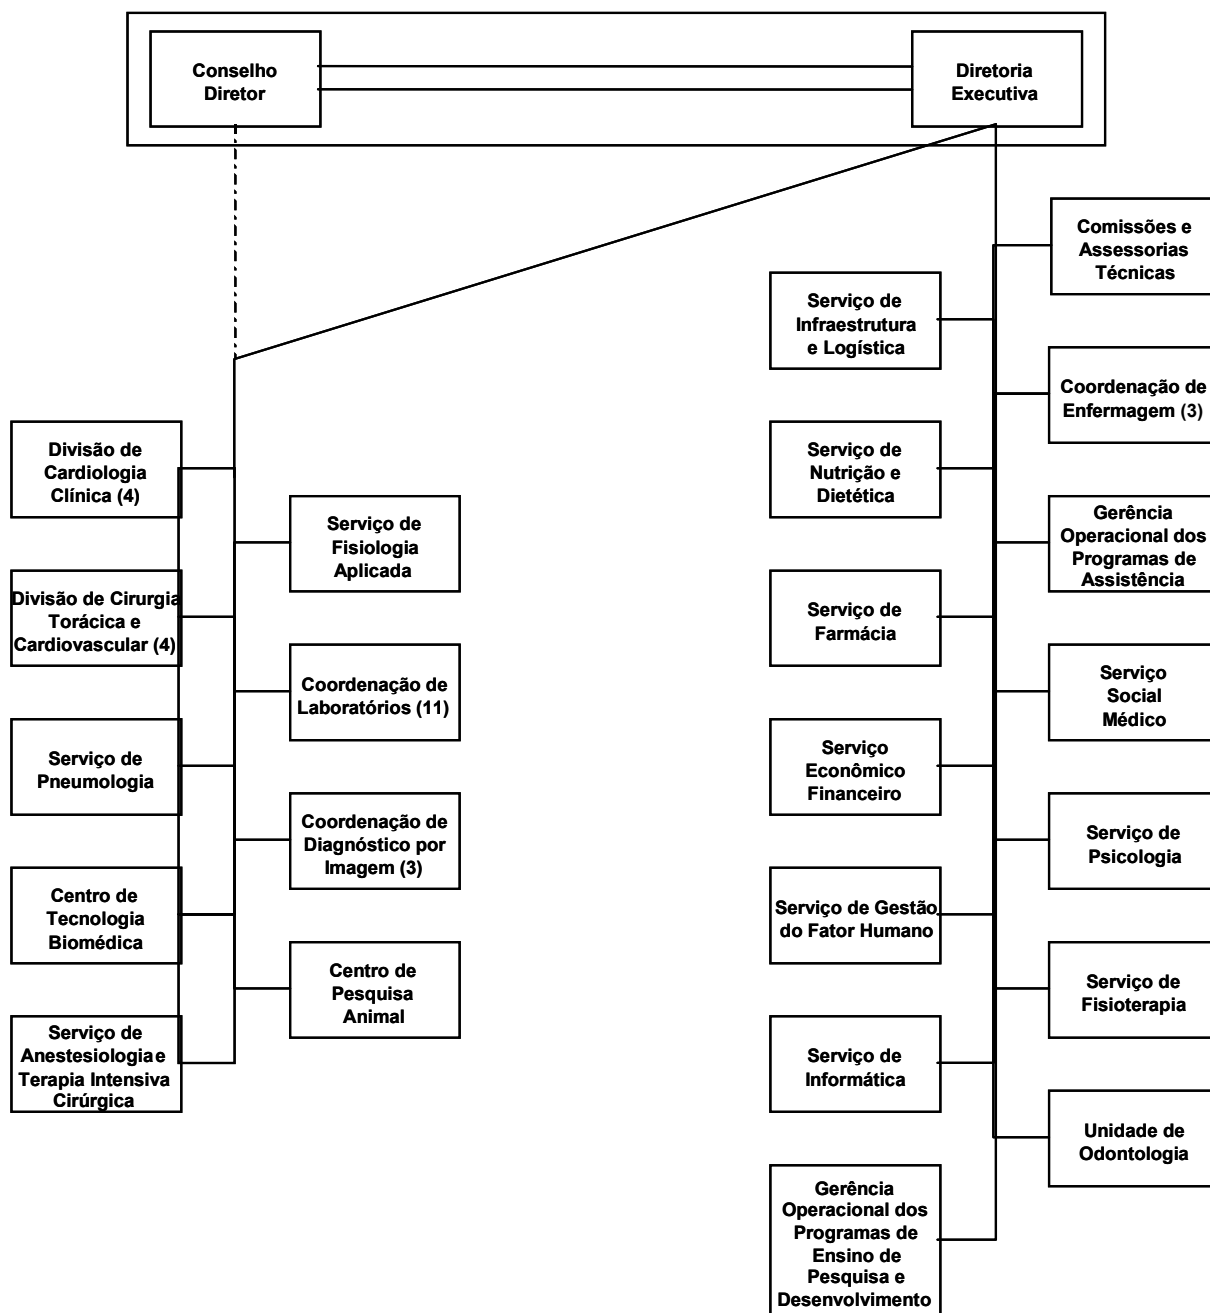 Conselho
Diretor
Diretoria
Executiva
Comissões e
Assessorias
Técnicas
Serviço de
Infraestrutura
e Logística
Coordenação de
Enfermagem (3)
Divisão de
Cardiologia
Clínica (4)
Serviço de
Nutrição e
Dietética
Serviço de
Fisiologia
Aplicada
Gerência
Operacional dos
Programas de
Assistência
Divisão de Cirurgia
Torácica e
Cardiovascular (4)
Serviço de
Farmácia
Coordenação de
Laboratórios (11)
Serviço
Social
Médico
Serviço de
Pneumologia
Serviço
Econômico
Financeiro
Coordenação de
Diagnóstico por
Imagem (3)
Serviço de
Psicologia
Centro de
Tecnologia
Biomédica
Serviço de Gestão
do Fator Humano
Centro de
Pesquisa
Animal
Serviço de
Fisioterapia
Serviço de
Anestesiologia e
Terapia Intensiva
Cirúrgica
Serviço de
Informática
Unidade de
Odontologia
Gerência
Operacional dos
Programas de
Ensino de
Pesquisa e
Desenvolvimento